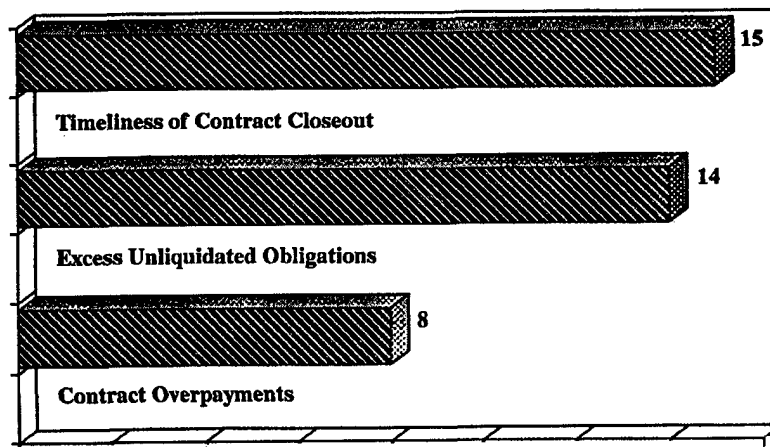 15
Timeliness of Contract Closeout
14
Excess Unliquidated Obligations
8
Contract Overpayments